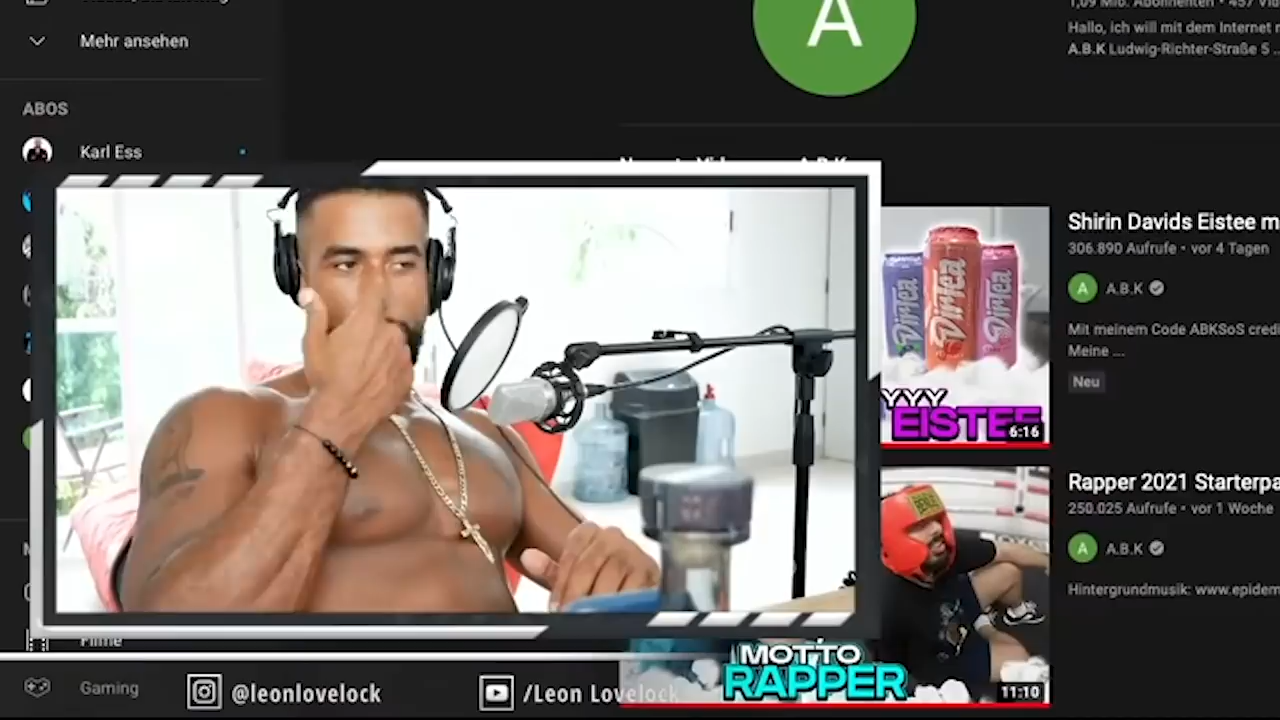 Mehr ansehen
ABOS
Karl Ess
Gaming
@leonlovelock
/Leon Lovelock
A
1,09 Mio. Abonnenten • 457
Hallo, ich will mit dem Internet
A.B.K Ludwig-Richter-Straße 5 ...
Shirin Davids Eistee m
306.890 Aufrufe • vor 4 Tagen
A A.B.K
Mit meinem Code ABKSoS credi
Meine ...
Neu
DirTea
DirTea
DirTea
YYY
EISTEE
6:16
Rapper 2021 Starterpa
250.025 Aufrufe • vor 1 Woche
A A.B.K
Hintergrundmusik: www.epidem
MOTTO
RAPPER
11:10